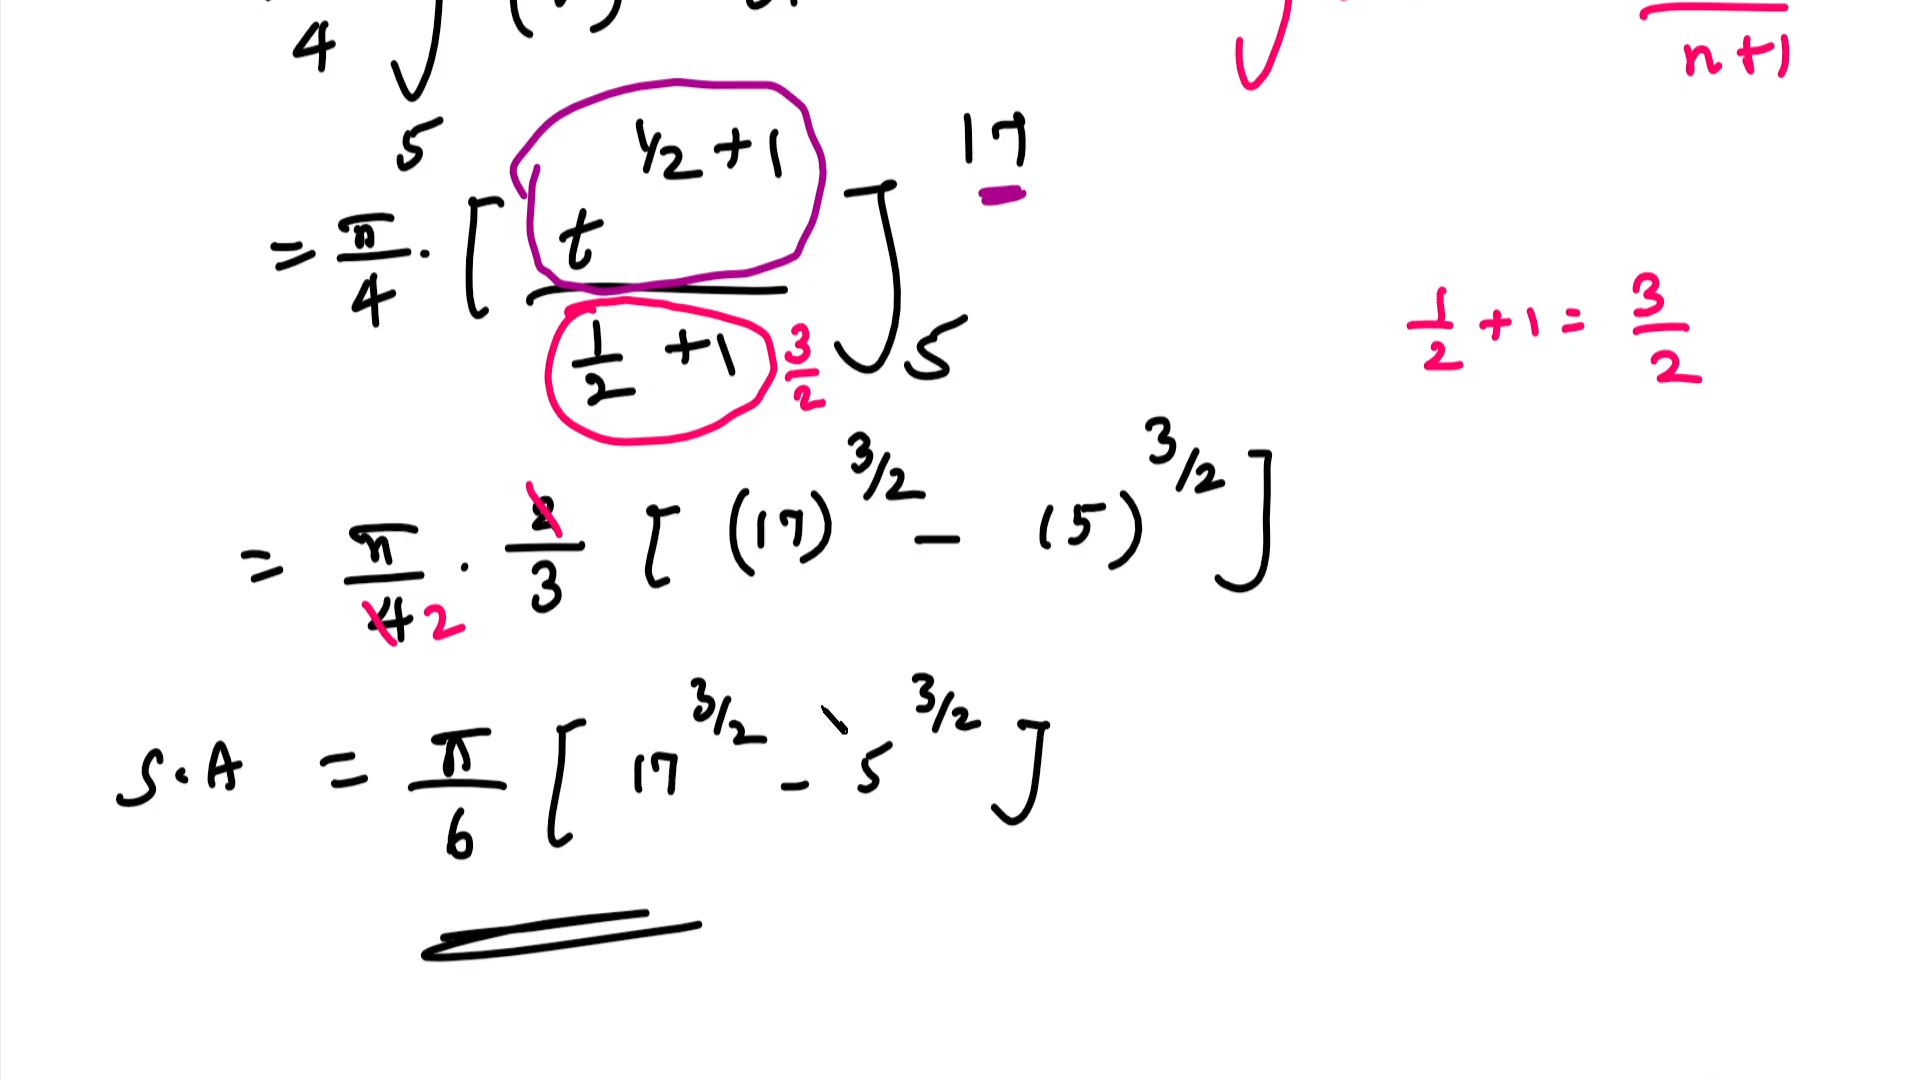 4 5
n+1
= π/4 . [ t^(1/2 + 1) / (1/2 + 1) ]_5^17 3/2
1/2 + 1 = 3/2
= π/4 2 . 2/3 [ (17)^3/2 - (5)^3/2 ]
S.A = π/6 [ 17^3/2 - 5^3/2 ]